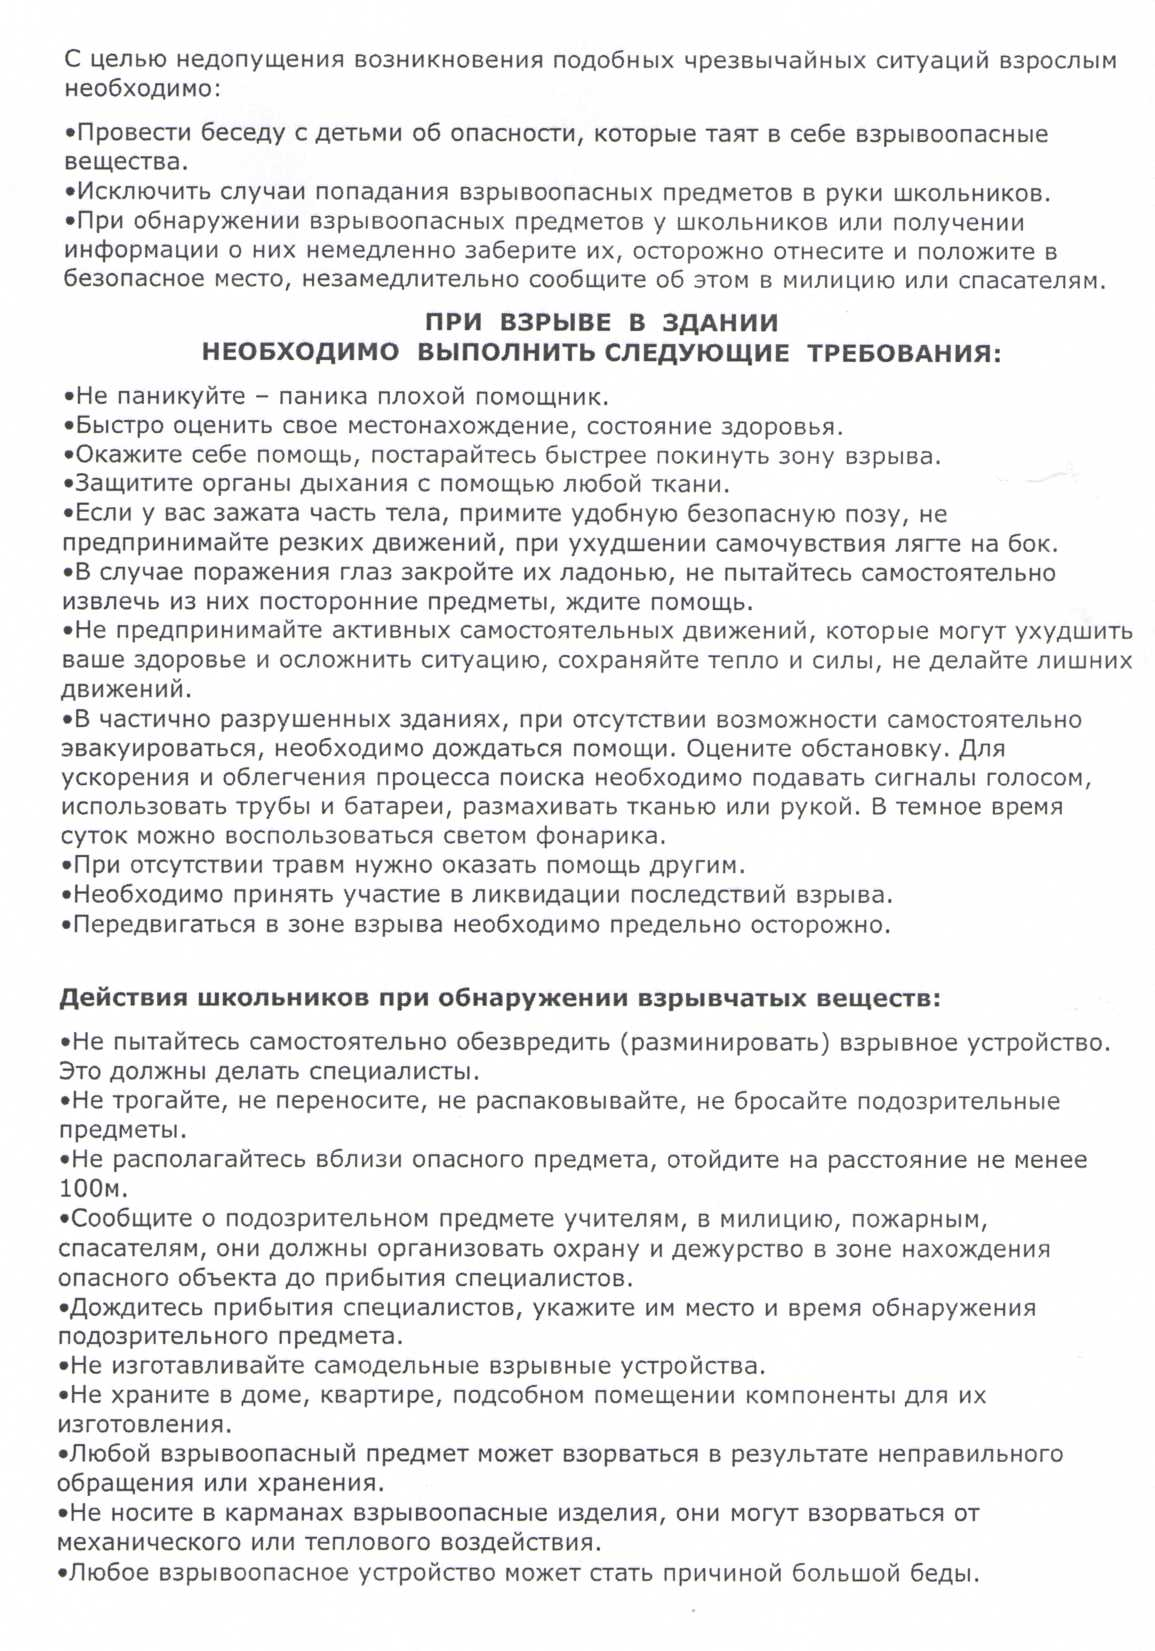 С целью недопущения возникновения подобных чрезвычайных ситуаций взрослым
необходимо:
•Провести беседу с детьми об опасности, которые таят в себе взрывоопасные
вещества.
•Исключить случаи попадания взрывоопасных предметов в руки школьников.
•При обнаружении взрывоопасных предметов у школьников или получении
информации о них немедленно заберите их, осторожно отнесите и положите в
безопасное место, незамедлительно сообщите об этом в милицию или спасателям.
ПРИ ВЗРЫВЕ В ЗДАНИИ
НЕОБХОДИМО ВЫПОЛНИТЬ СЛЕДУЮЩИЕ ТРЕБОВАНИЯ:
•Не паникуйте – паника плохой помощник.
•Быстро оценить свое местонахождение, состояние здоровья.
•Окажите себе помощь, постарайтесь быстрее покинуть зону взрыва.
•Защитите органы дыхания с помощью любой ткани.
•Если у вас зажата часть тела, примите удобную безопасную позу, не
предпринимайте резких движений, при ухудшении самочувствия лягте на бок.
•В случае поражения глаз закройте их ладонью, не пытайтесь самостоятельно
извлечь из них посторонние предметы, ждите помощь.
•Не предпринимайте активных самостоятельных движений, которые могут ухудшить
ваше здоровье и осложнить ситуацию, сохраняйте тепло и силы, не делайте лишних
движений.
•В частично разрушенных зданиях, при отсутствии возможности самостоятельно
эвакуироваться, необходимо дождаться помощи. Оцените обстановку. Для
ускорения и облегчения процесса поиска необходимо подавать сигналы голосом,
использовать трубы и батареи, размахивать тканью или рукой. В темное время
суток можно воспользоваться светом фонарика.
•При отсутствии травм нужно оказать помощь другим.
•Необходимо принять участие в ликвидации последствий взрыва.
•Передвигаться в зоне взрыва необходимо предельно осторожно.
Действия школьников при обнаружении взрывчатых веществ:
•Не пытайтесь самостоятельно обезвредить (разминировать) взрывное устройство.
Это должны делать специалисты.
•Не трогайте, не переносите, не распаковывайте, не бросайте подозрительные
предметы.
•Не располагайтесь вблизи опасного предмета, отойдите на расстояние не менее
100м.
•Сообщите о подозрительном предмете учителям, в милицию, пожарным,
спасателям, они должны организовать охрану и дежурство в зоне нахождения
опасного объекта до прибытия специалистов.
•Дождитесь прибытия специалистов, укажите им место и время обнаружения
подозрительного предмета.
•Не изготавливайте самодельные взрывные устройства.
•Не храните в доме, квартире, подсобном помещении компоненты для их
изготовления.
•Любой взрывоопасный предмет может взорваться в результате неправильного
обращения или хранения.
•Не носите в карманах взрывоопасные изделия, они могут взорваться от
механического или теплового воздействия.
•Любое взрывоопасное устройство может стать причиной большой беды.